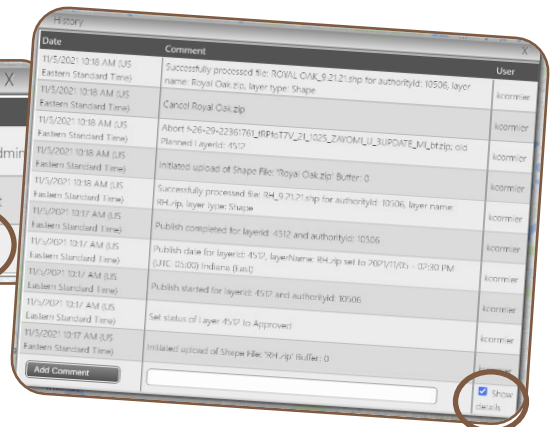 History
X
Date
Comment
User
11/5/2021 10:18 AM (US
Eastern Standard Time)
Successfully processed file: ROYAL OAK_9.21.21.shp for authorityId: 10506, layer
name: Royal Oak.zip, layer type: Shape
kcormier
11/5/2021 10:18 AM (US
Eastern Standard Time)
Cancel Royal Oak.zip
kcormier
11/5/2021 10:18 AM (US
Eastern Standard Time)
Planned LayerId: 4512
kcormier
11/5/2021 10:18 AM (US
Eastern Standard Time)
Initiated upload of Shape File: 'Royal Oak.zip' Buffer: 0
kcormier
11/5/2021 10:18 AM (US
Eastern Standard Time)
Successfully processed file: RH_9.21.21.shp for authorityId: 10506, layer name:
RH.zip, layer type: Shape
kcormier
11/5/2021 10:17 AM (US
Eastern Standard Time)
Publish completed for layerid: 4512 and authorityid: 10506
kcormier
11/5/2021 10:17 AM (US
Eastern Standard Time)
Publish date for layerid: 4512, layerName: RH.zip set to 2021/11/05 - 02:30 PM
(UTC-05:00) Indiana (East)
kcormier
11/5/2021 10:17 AM (US
Eastern Standard Time)
Publish started for layerid: 4512 and authorityid: 10506
kcormier
11/5/2021 10:17 AM (US
Eastern Standard Time)
Set status of Layer 4512 to Approved
kcormier
11/5/2021 10:17 AM (US
Eastern Standard Time)
Initiated upload of Shape File: 'RH.zip' Buffer: 0
Add Comment
Show
details
X